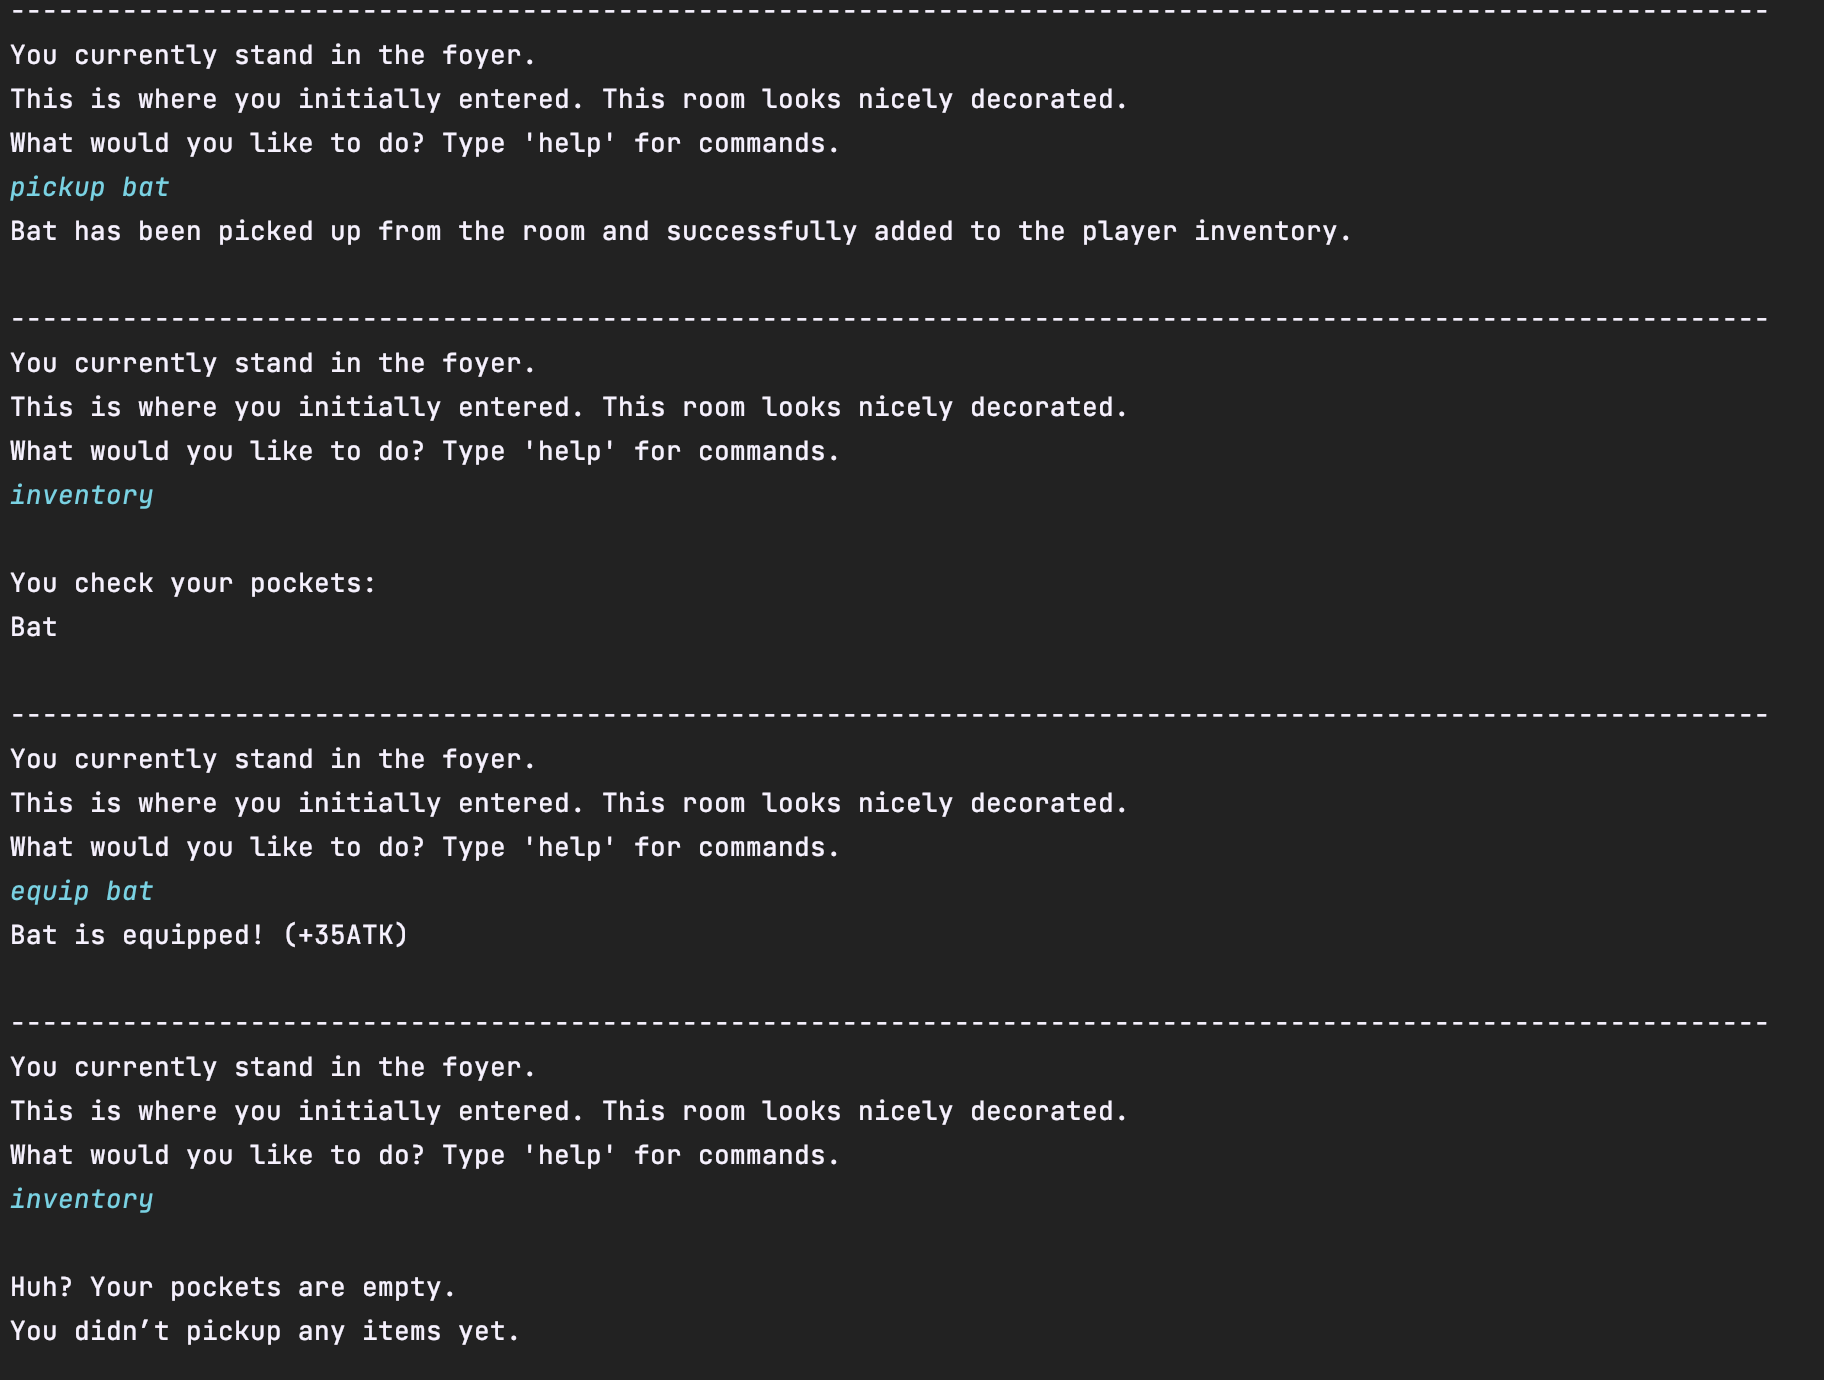 --------------------------------------------------------------------------------------------------------------
You currently stand in the foyer.
This is where you initially entered. This room looks nicely decorated.
What would you like to do? Type 'help' for commands.
pickup bat
Bat has been picked up from the room and successfully added to the player inventory.
--------------------------------------------------------------------------------------------------------------
You currently stand in the foyer.
This is where you initially entered. This room looks nicely decorated.
What would you like to do? Type 'help' for commands.
inventory
You check your pockets:
Bat
--------------------------------------------------------------------------------------------------------------
You currently stand in the foyer.
This is where you initially entered. This room looks nicely decorated.
What would you like to do? Type 'help' for commands.
equip bat
Bat is equipped! (+35ATK)
--------------------------------------------------------------------------------------------------------------
You currently stand in the foyer.
This is where you initially entered. This room looks nicely decorated.
What would you like to do? Type 'help' for commands.
inventory
Huh? Your pockets are empty.
You didn’t pickup any items yet.